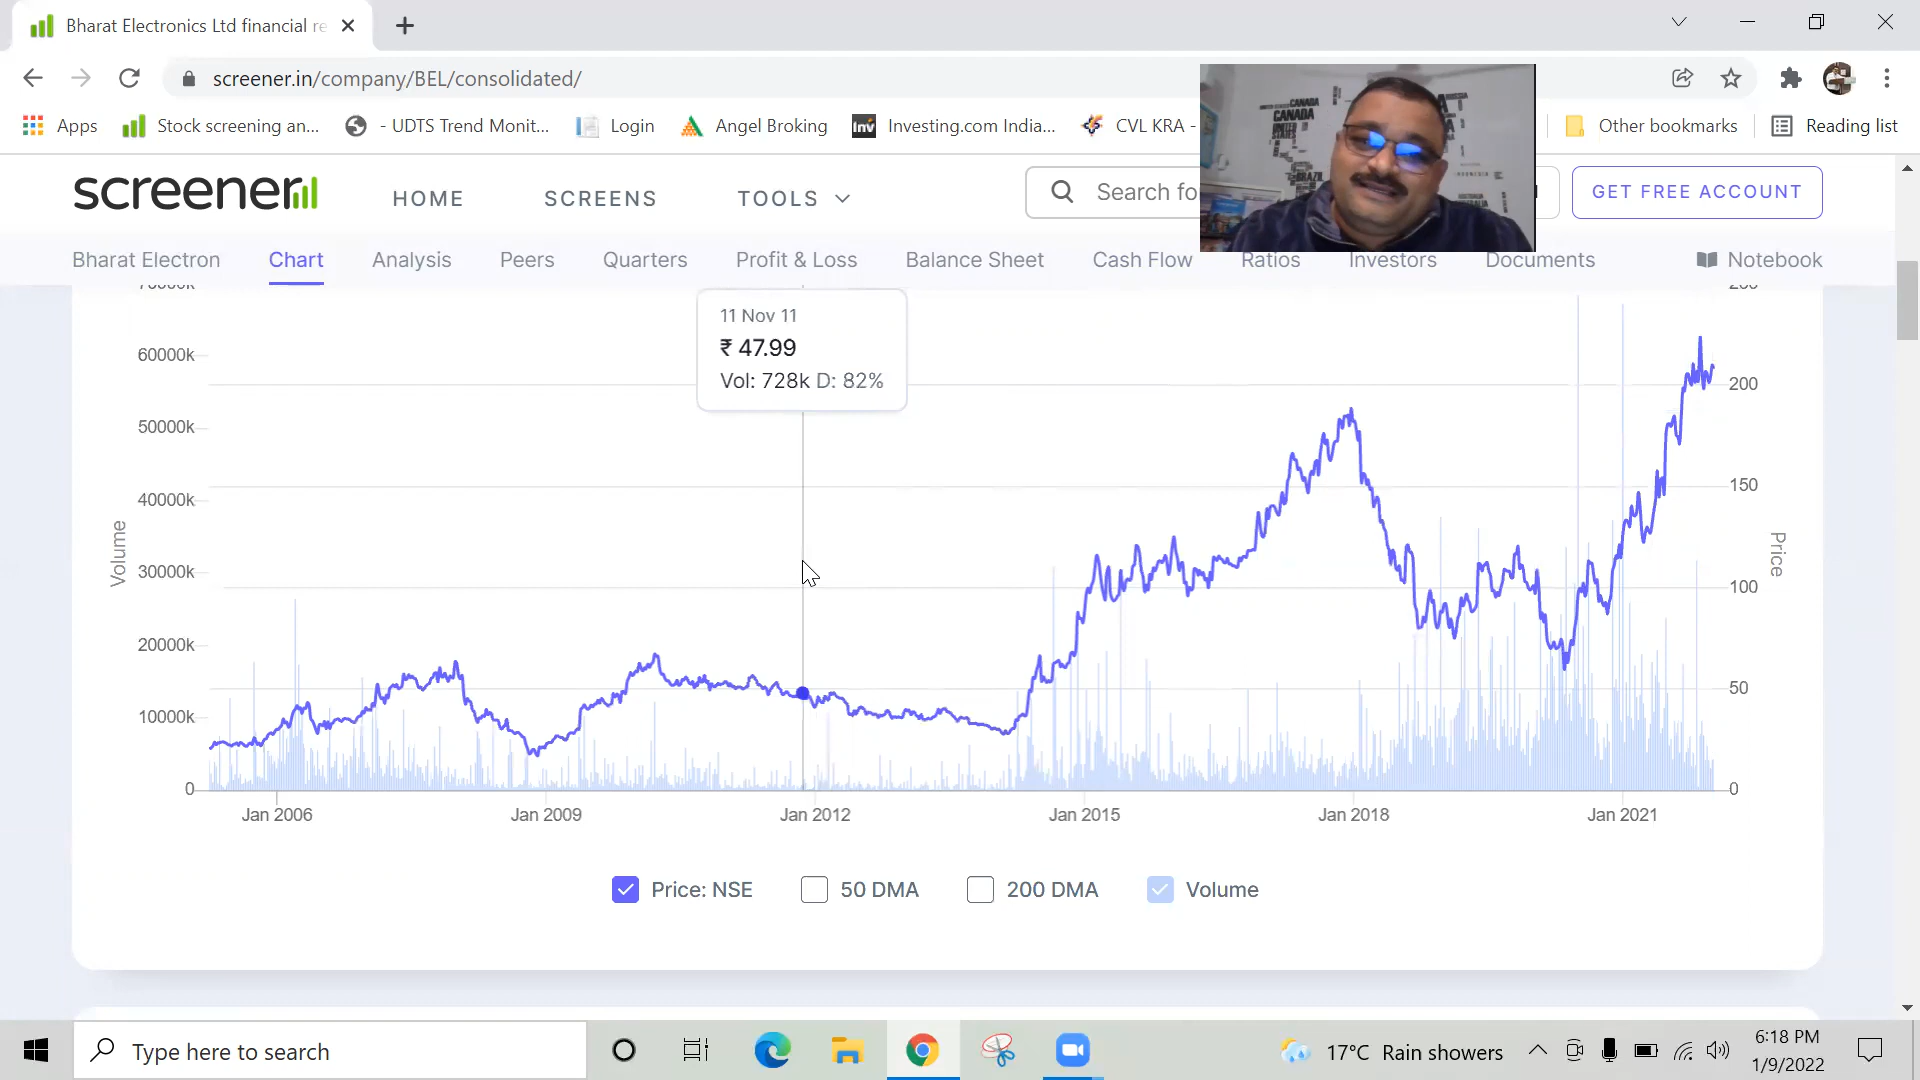 Bharat Electronics Ltd financial re
screener.in/company/BEL/consolidated/
Apps
Stock screening an...
- UDTS Trend Monit...
Login
Angel Broking
Inv
Investing.com India...
CVL KRA -
Other bookmarks
Reading list
screener
HOME
SCREENS
TOOLS
Search fo
GET FREE ACCOUNT
Bharat Electron
Chart
Analysis
Peers
Quarters
Profit & Loss
Balance Sheet
Cash Flow
Ratios
Investors
Documents
Notebook
CANADA
CANADA
BRAZIL
RUSSIA
11 Nov 11
₹ 47.99
Vol: 728k D: 82%
60000k
50000k
40000k
30000k
20000k
10000k
0
Volume
200
150
100
50
0
Price
Jan 2006
Jan 2009
Jan 2012
Jan 2015
Jan 2018
Jan 2021
Price: NSE
50 DMA
200 DMA
Volume
Type here to search
17°C Rain showers
6:18 PM
1/9/2022